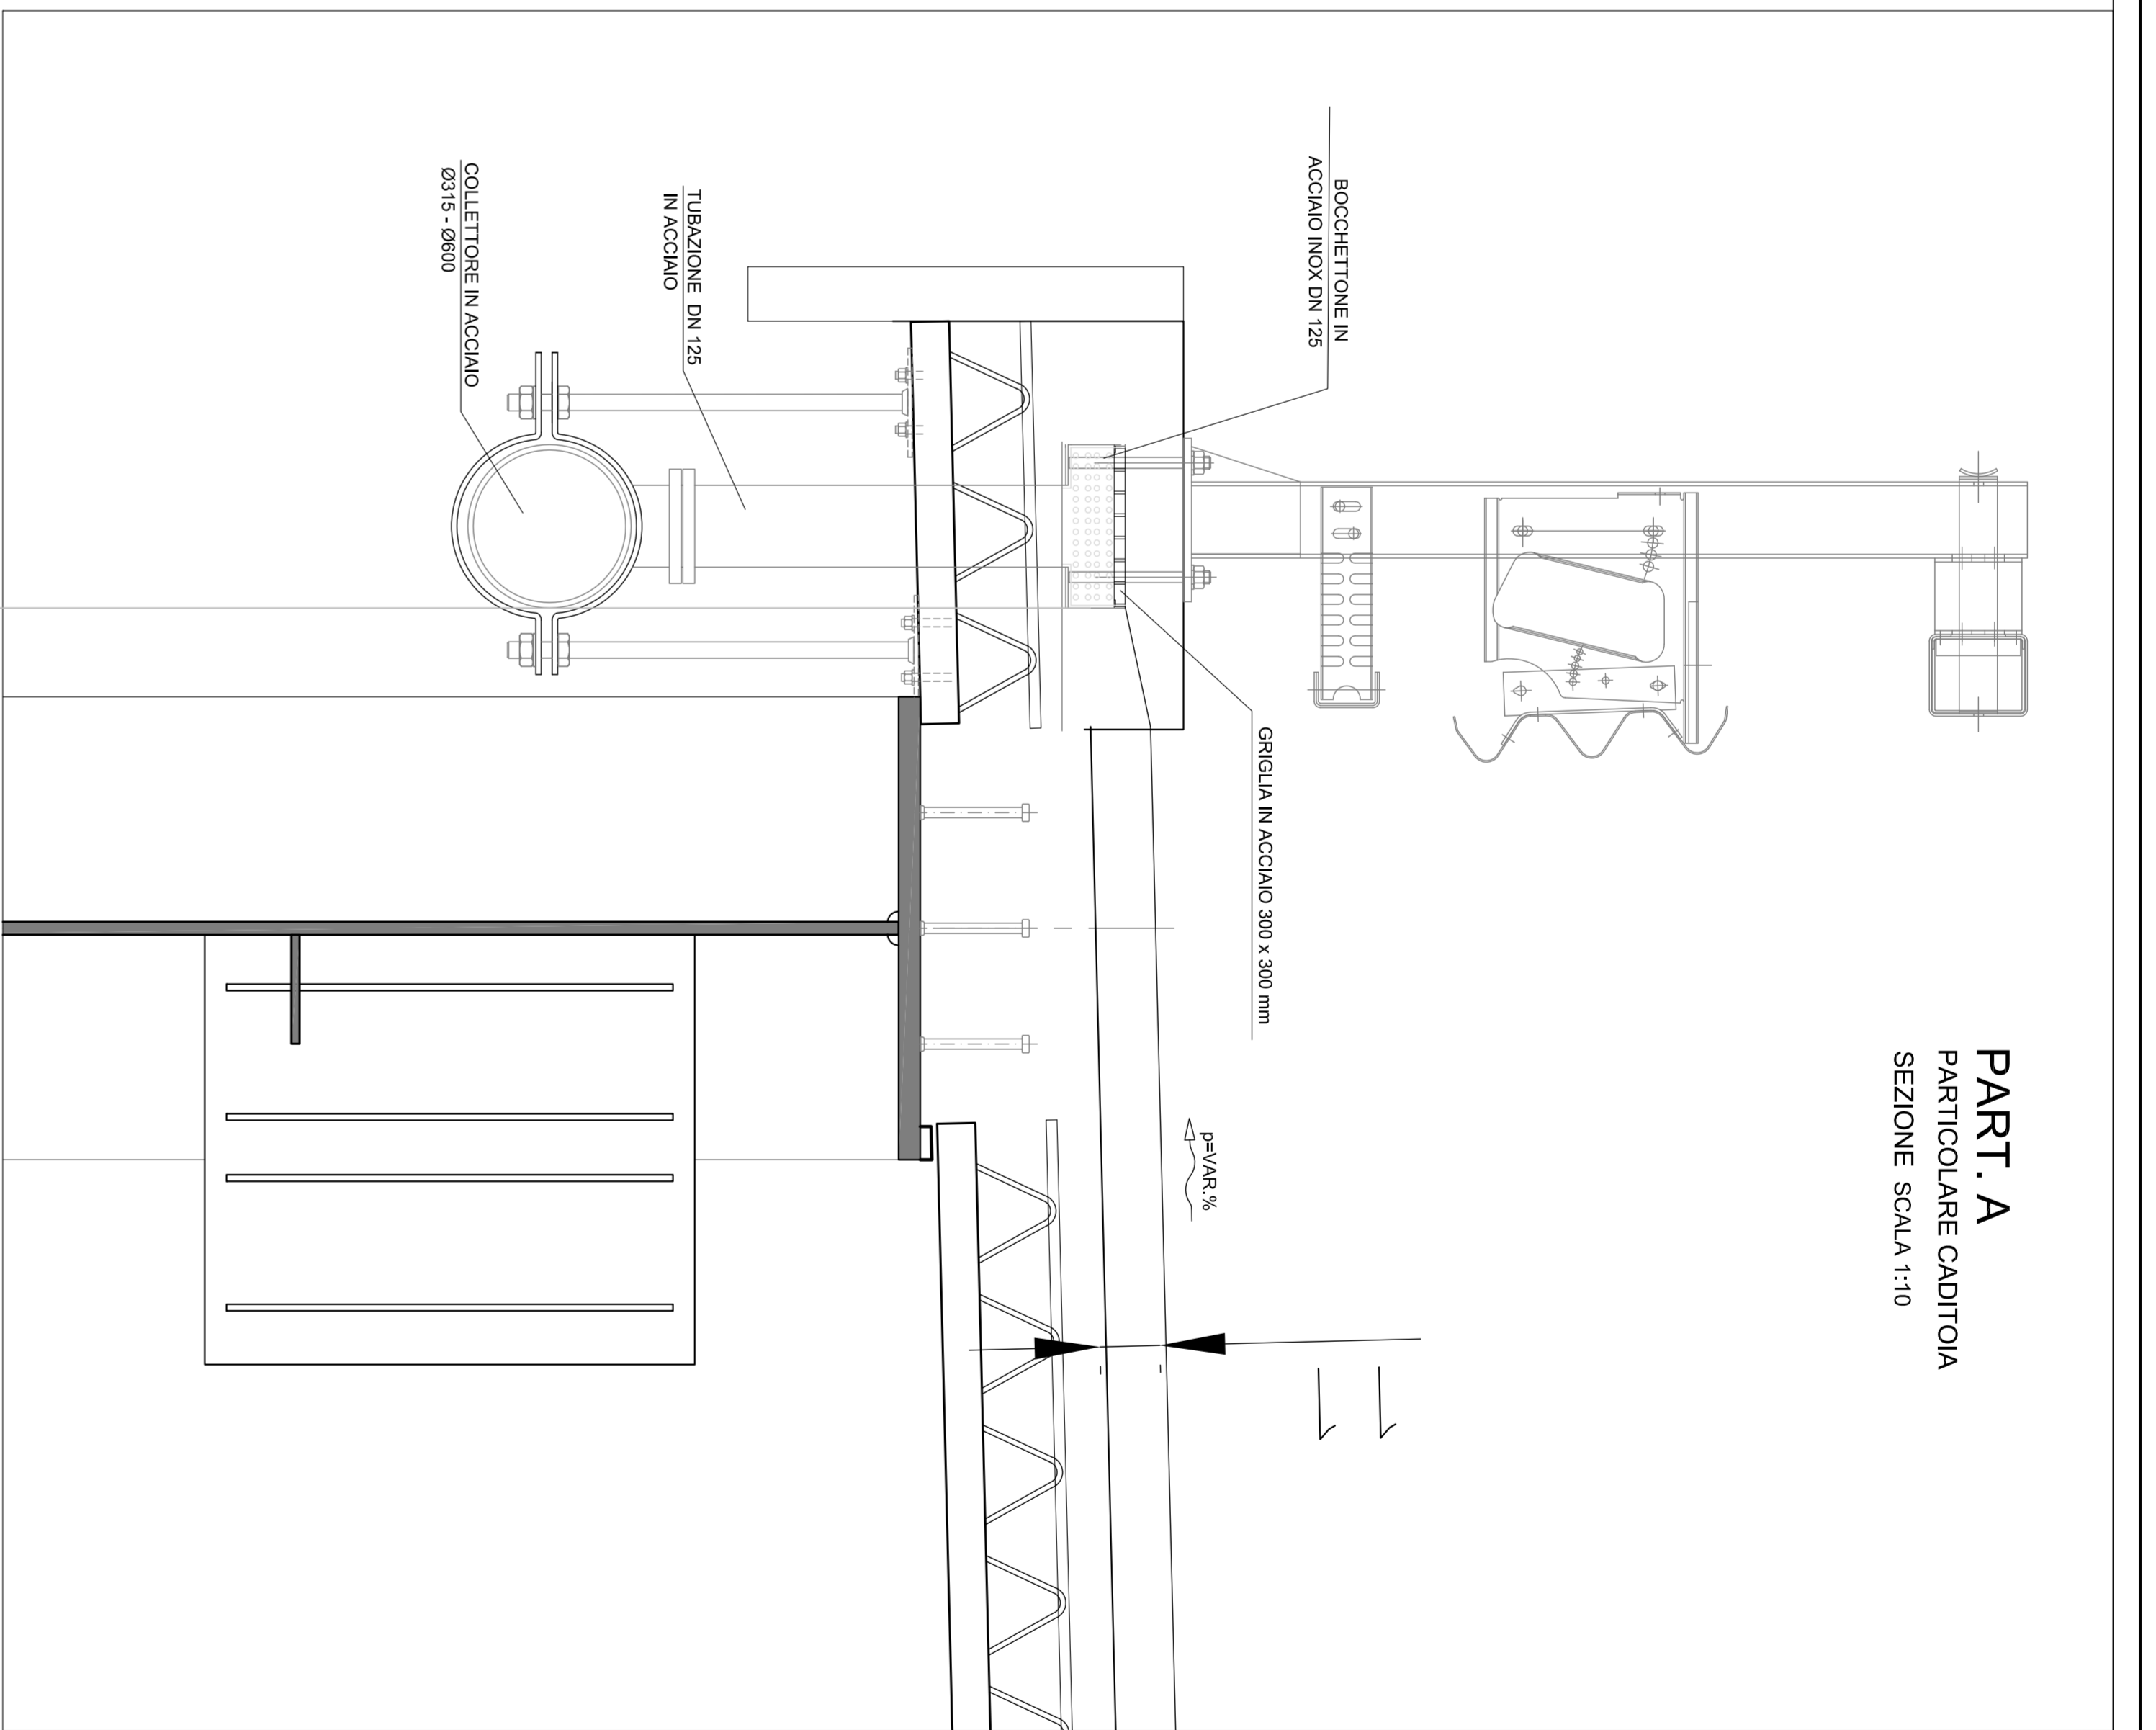 PART. A
PARTICOLARE CADITOIA
SEZIONE SCALA 1:10
BOCCHETTONE IN
ACCIAIO INOX DN 125
GRIGLIA IN ACCIAIO 300 x 300 mm
p=VAR.%
TUBAZIONE DN 125
IN ACCIAIO
COLLETTORE IN ACCIAIO
Ø315 - Ø600